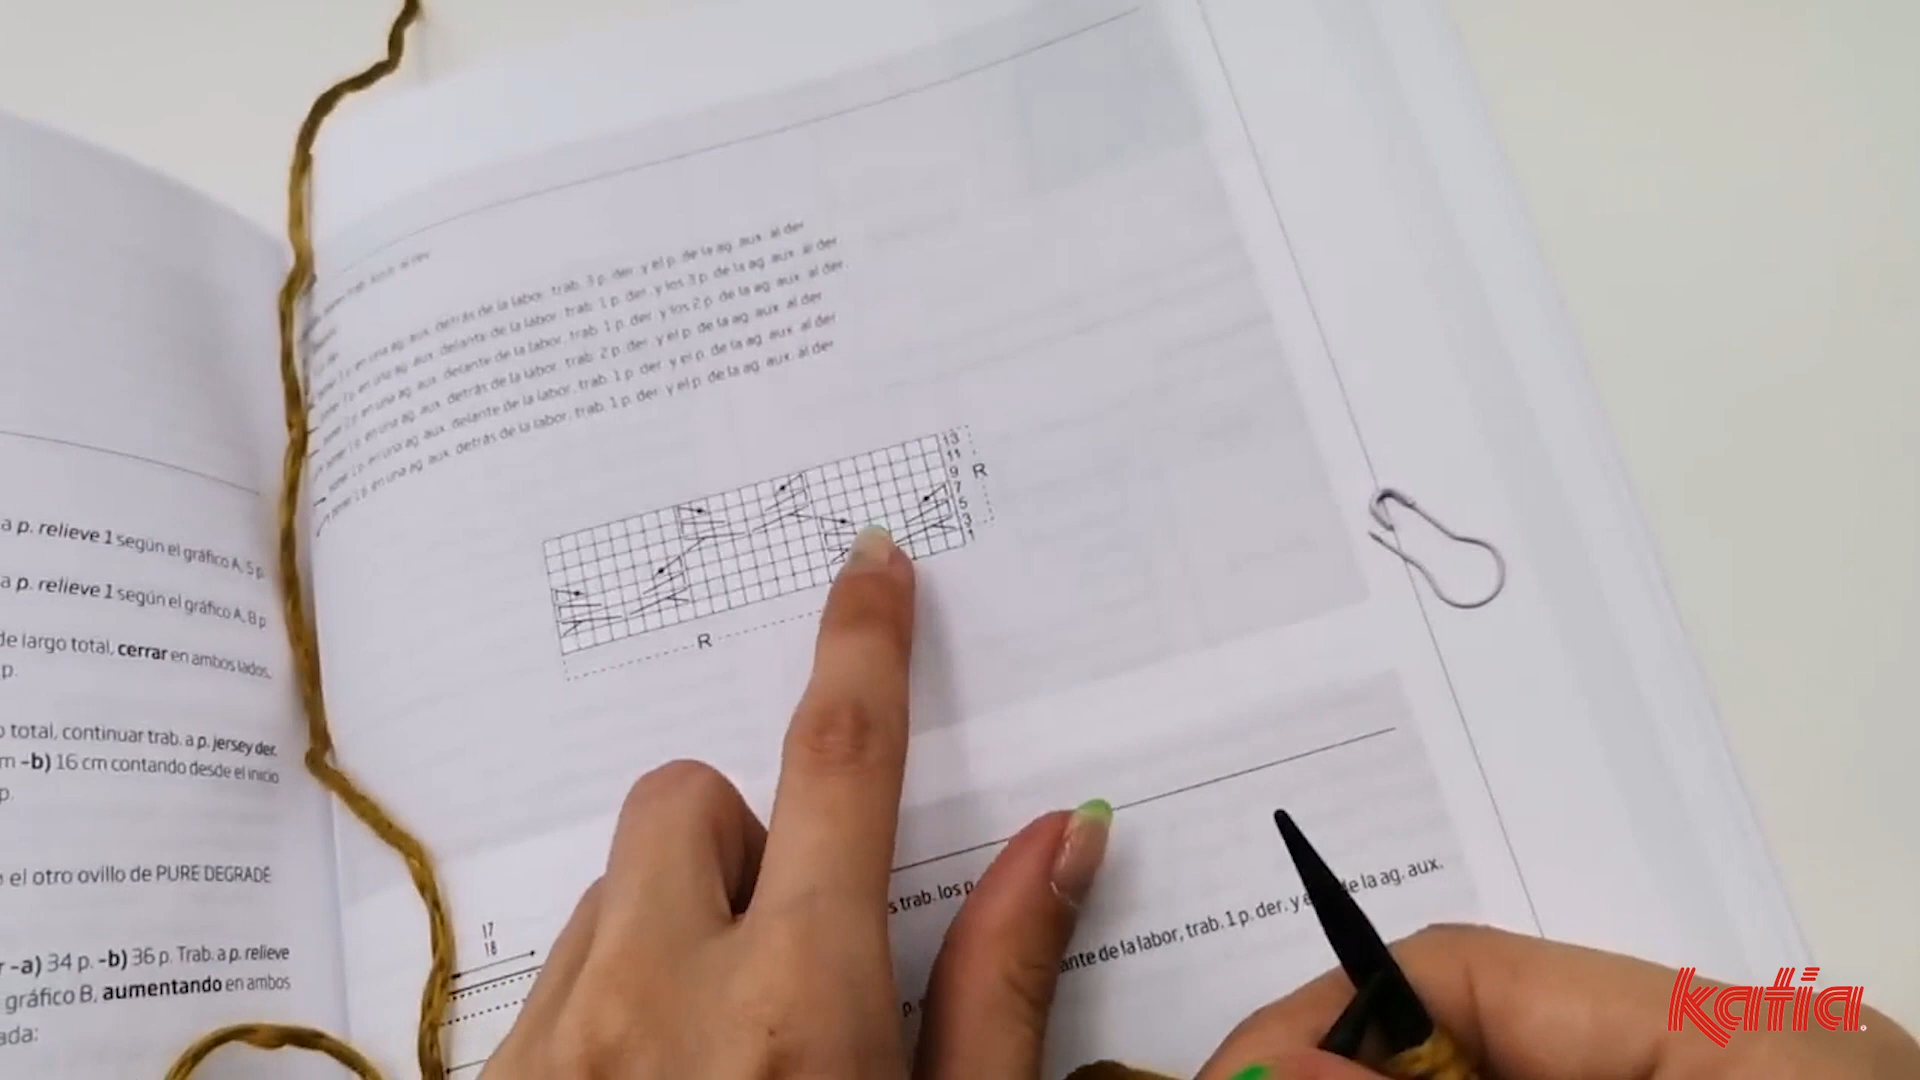 a p. relieve 1 según el gráfico A, 5 p
a p. relieve 1 según el gráfico A, 8 p
de largo total, cerrar en ambos lados,
p.
total, continuar trab. a p. jersey der.
m -b) 16 cm contando desde el inicio
p.
el otro ovillo de PURE DEGRADÉ
-a) 34 p. -b) 36 p. Trab. a p. relieve
gráfico B, aumentando en ambos
ada:
en una ag. aux. detrás de la labor, trab. 3 p. der. y el p. de la ag. aux. al der.
en una ag. aux. delante de la labor, trab. 1 p. der. y los 3 p. de la ag. aux. al der.
2 p. en una ag. aux. delante de la labor, trab. 1 p. der. y los 2 p. de la ag. aux. al der.
poner 1 p. en una ag. aux. detrás de la labor, trab. 2 p. der. y el p. de la ag. aux. al der.
poner 1 p. en una ag. aux. delante de la labor, trab. 1 p. der. y el p. de la ag. aux. al der.
poner 1 p. en una ag. aux. detrás de la labor, trab. 1 p. der. y el p. de la ag. aux. al der.
13
11
9
7
5
3
1
R
R
17
18
s trab. los p
ante de la labor, trab. 1 p. der. y e de la ag. aux.
p.
katia